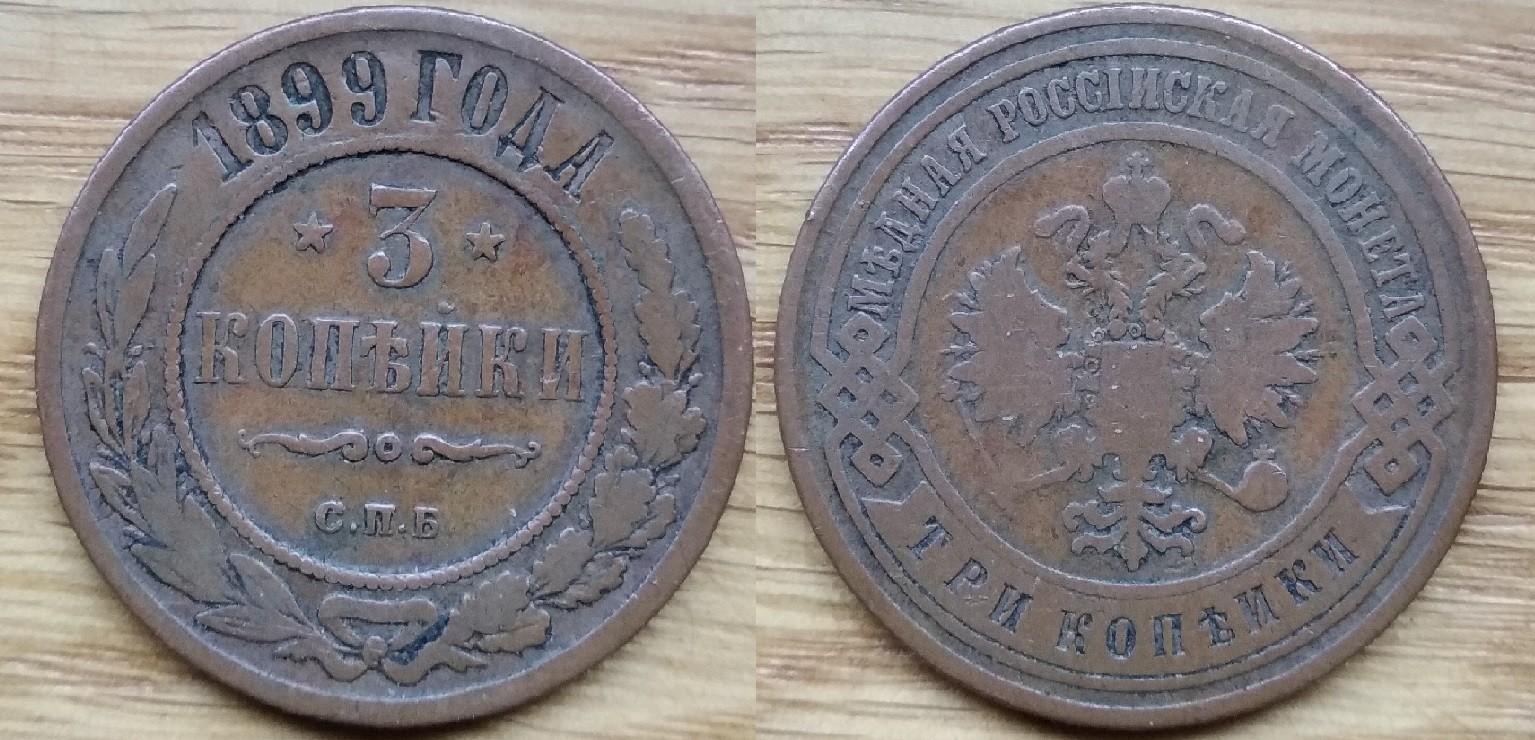 1899 ГОДА
3
КОПѢЙКИ
С.П.Б.
МѢДНАЯ РОССIЙСКАЯ МОНЕТА
ТРИ КОПѢЙКИ